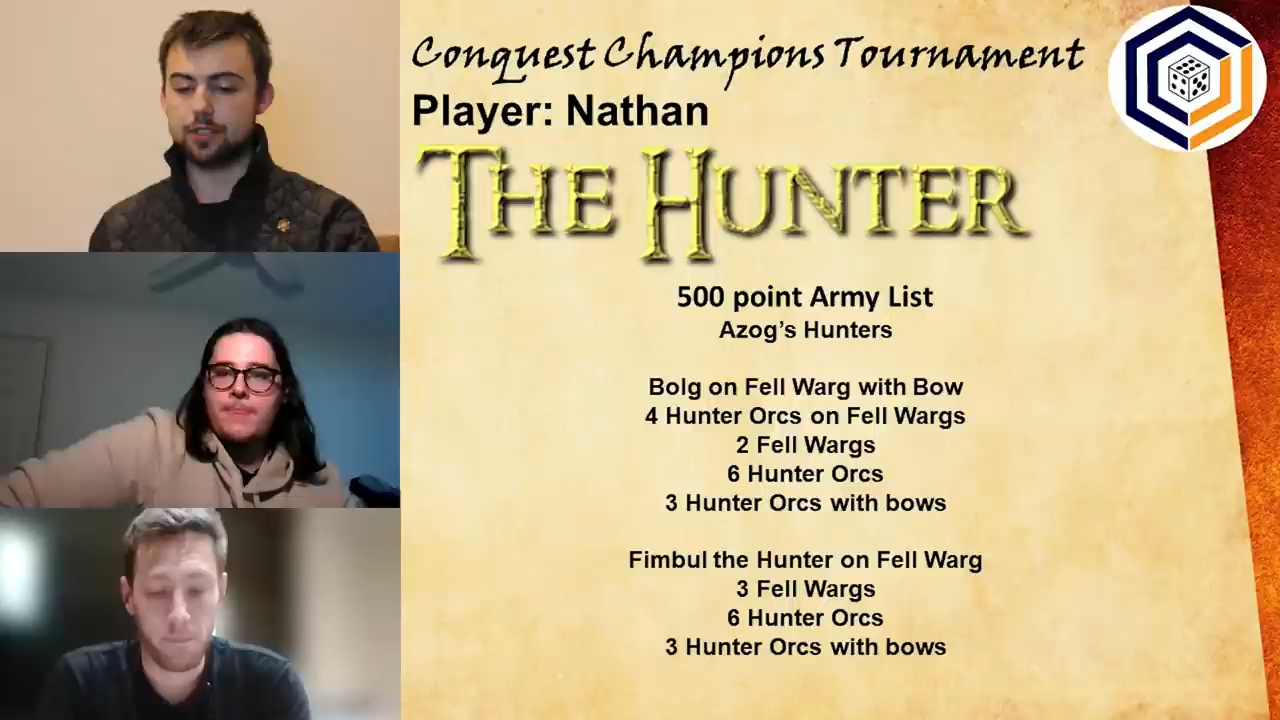 Conquest Champions Tournament
Player: Nathan
THE HUNTER
500 point Army List
Azog's Hunters
Bolg on Fell Warg with Bow
4 Hunter Orcs on Fell Wargs
2 Fell Wargs
6 Hunter Orcs
3 Hunter Orcs with bows
Fimbul the Hunter on Fell Warg
3 Fell Wargs
6 Hunter Orcs
3 Hunter Orcs with bows